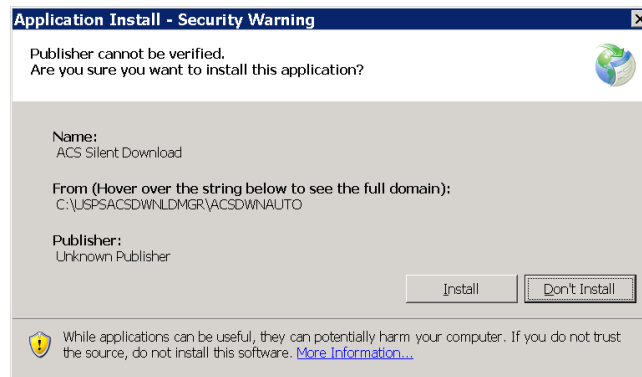 Application Install - Security Warning
Publisher cannot be verified.
Are you sure you want to install this application?
Name:
ACS Silent Download
From (Hover over the string below to see the full domain):
C:\USPSACSDWNLDMGR\ACSDWNAUTO
Publisher:
Unknown Publisher
Install
Don't Install
While applications can be useful, they can potentially harm your computer. If you do not trust
the source, do not install this software. More Information...